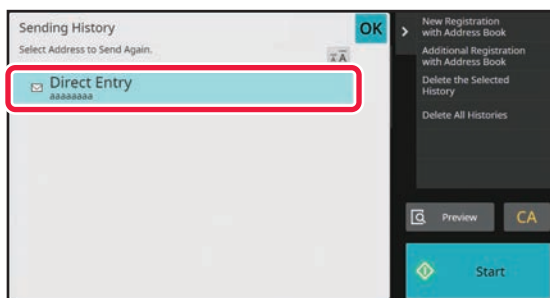 Sending History
OK
Select Address to Send Again.
A A
Direct Entry
aaaaaaaa
New Registration
with Address Book
Additional Registration
with Address Book
Delete the Selected
History
Delete All Histories
Preview
CA
Start